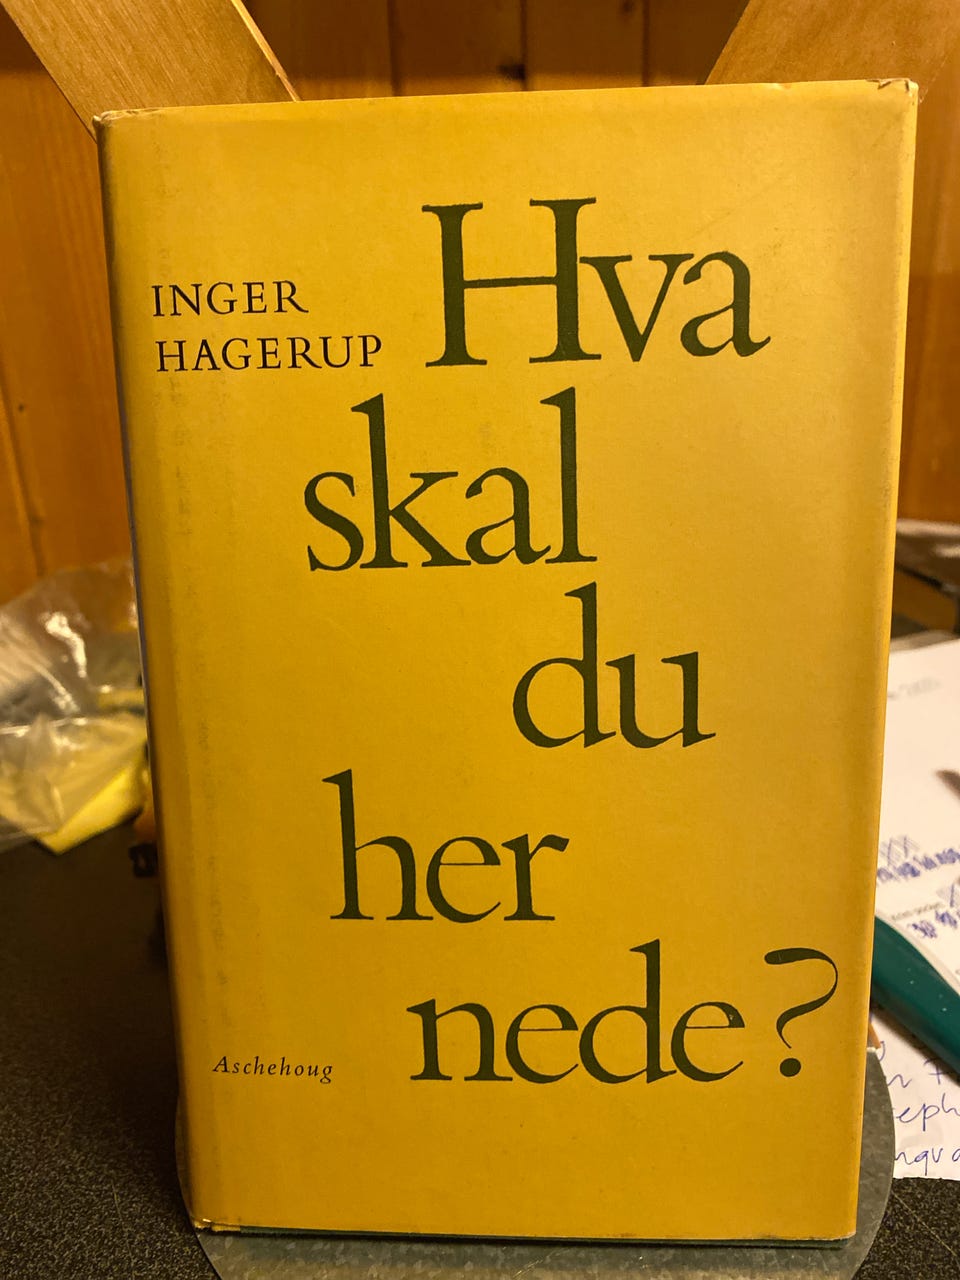 INGER
HAGERUP
Hva
skal
du
her
nede?
Aschehoug